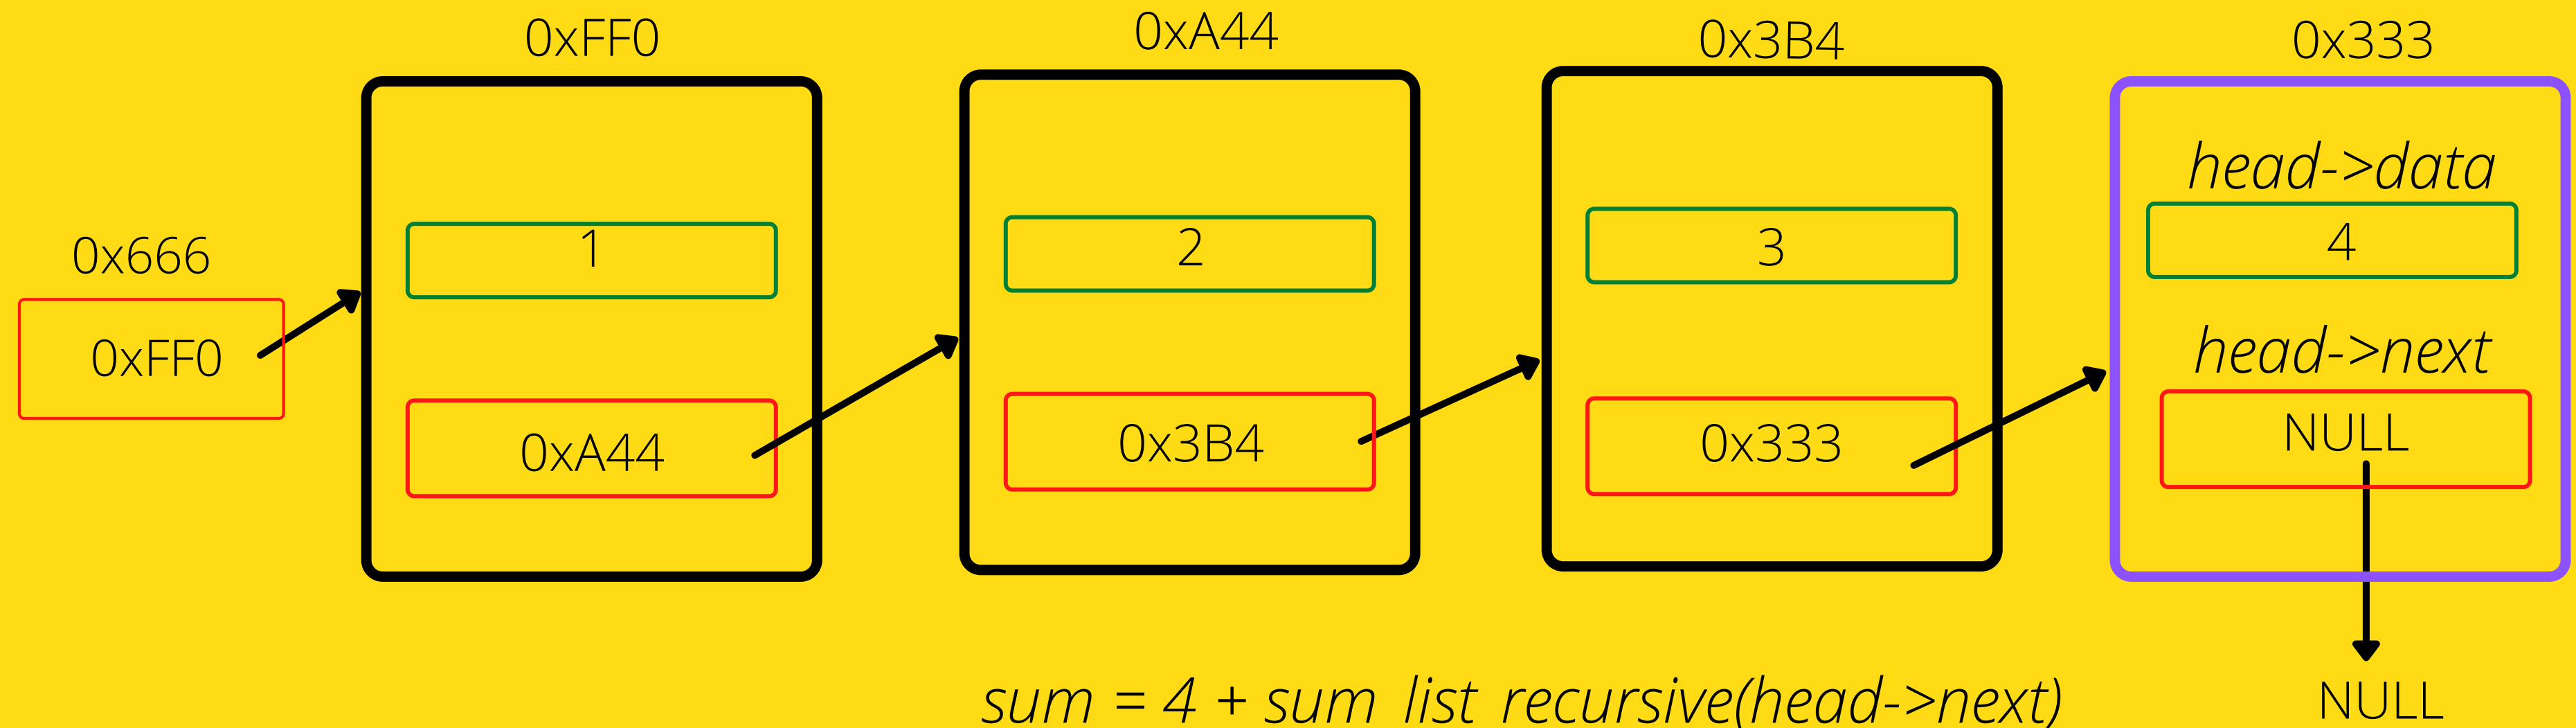 0x666
0xFF0
0xFF0
1
0xA44
0xA44
2
0x3B4
0x3B4
3
0x333
0x333
head->data
4
head->next
NULL
NULL
sum = 4 + sum_list_recursive(head->next)